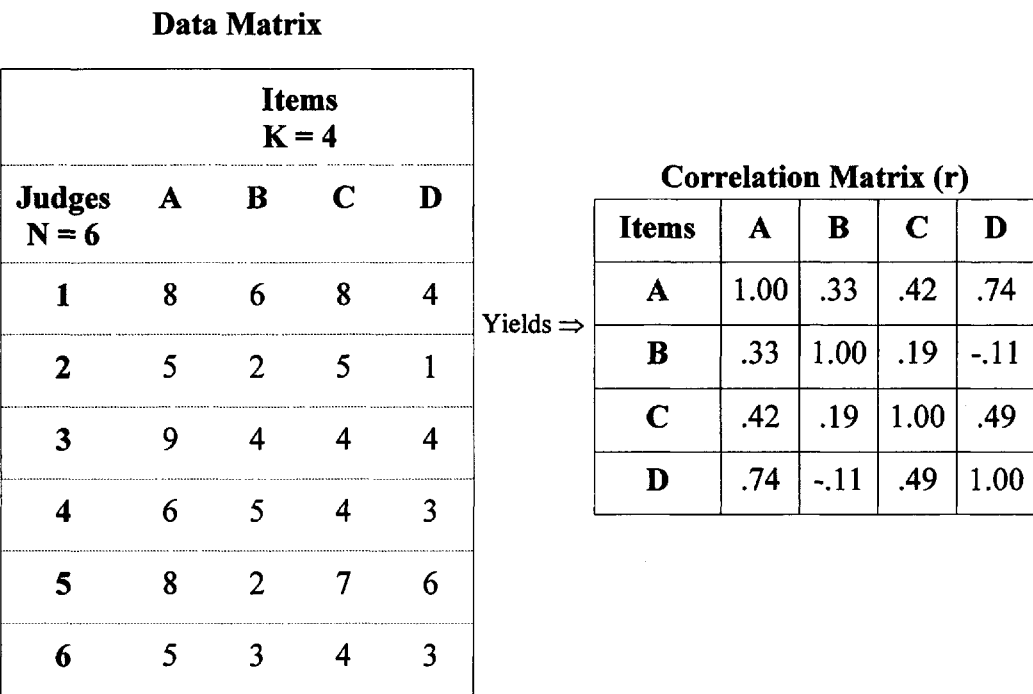 Data Matrix
Items
K = 4
Judges A B C D
N = 6
1 8 6 8 4
2 5 2 5 1
3 9 4 4 4
4 6 5 4 3
5 8 2 7 6
6 5 3 4 3
Yields ⇒
Correlation Matrix (r)
Items A B C D
A 1.00 .33 .42 .74
B .33 1.00 .19 -.11
C .42 .19 1.00 .49
D .74 -.11 .49 1.00